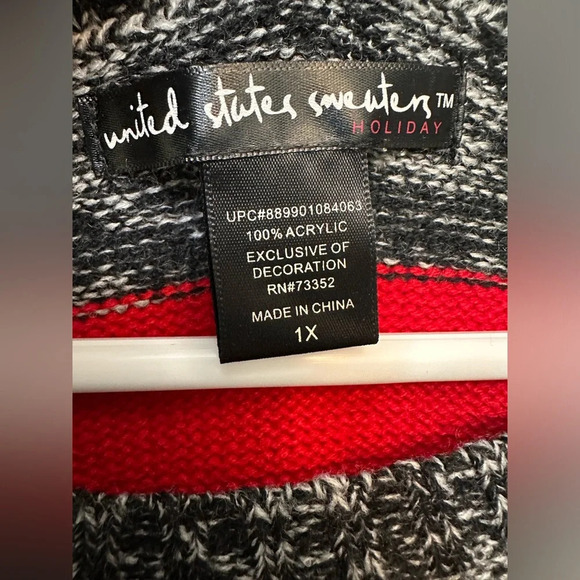 united states sweaters™
HOLIDAY
UPC#889901084063
100% ACRYLIC
EXCLUSIVE OF
DECORATION
RN#73352
MADE IN CHINA
1X